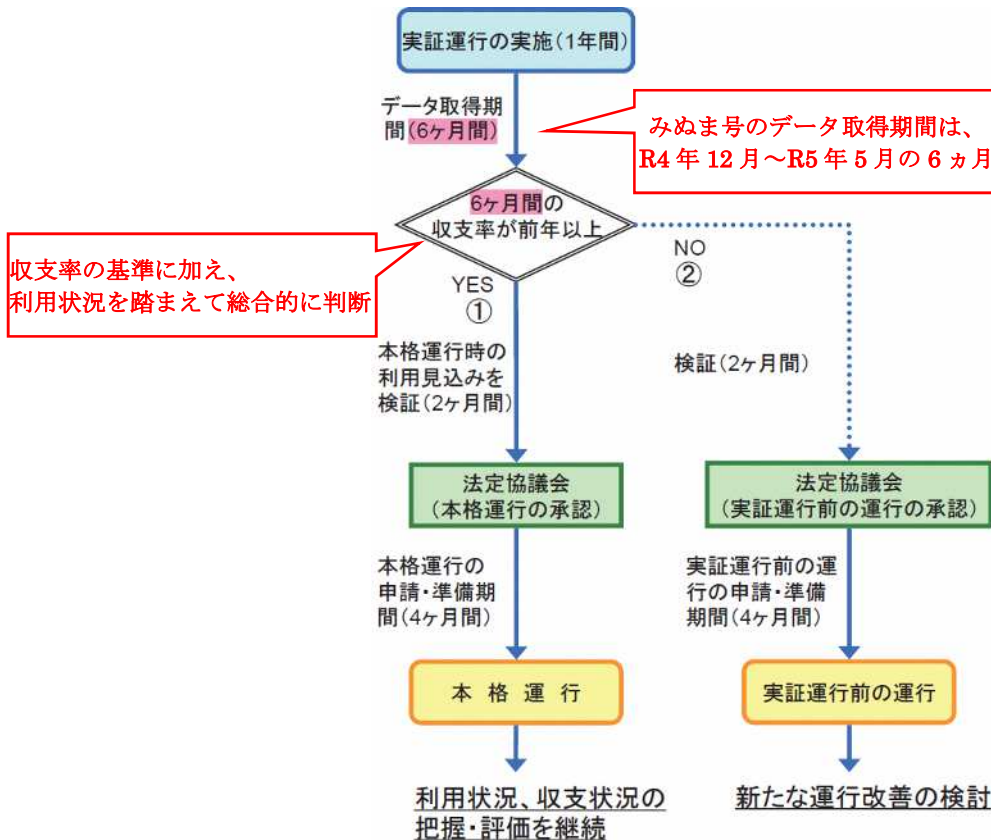 実証運行の実施(1年間)
データ取得期
間(6ヶ月間)
みぬま号のデータ取得期間は、
R4年12月~R5年5月の6ヵ月
6ヶ月間の
収支率が前年以上
収支率の基準に加え、
利用状況を踏まえて総合的に判断
YES
①
NO
②
本格運行時の
利用見込みを
検証(2ヶ月間)
検証(2ヶ月間)
法定協議会
(本格運行の承認)
法定協議会
(実証運行前の運行の承認)
本格運行の
申請・準備期
間(4ヶ月間)
実証運行前の運
行の申請・準備
期間(4ヶ月間)
本格運行
実証運行前の運行
利用状況、収支状況の
把握・評価を継続
新たな運行改善の検討